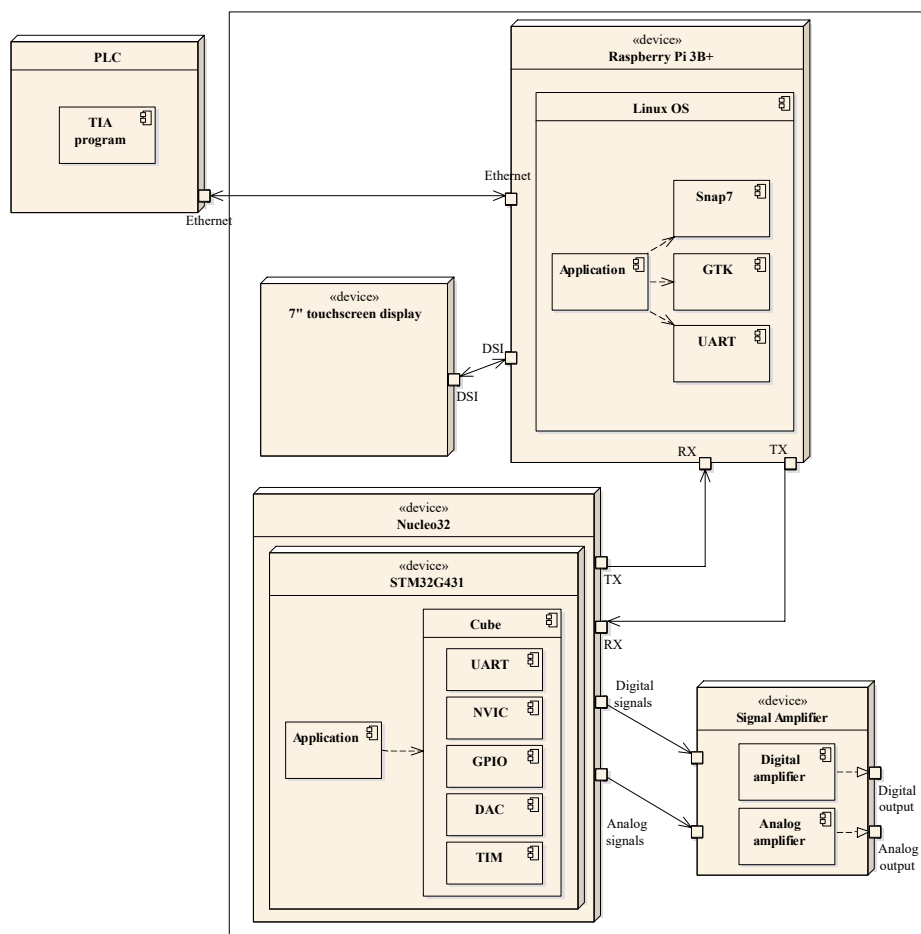 PLC
TIA
program
Ethernet
«device»
Raspberry Pi 3B+
Linux OS
Ethernet
Snap7
Application
GTK
UART
DSI
RX
TX
«device»
7" touchscreen display
DSI
«device»
Nucleo32
«device»
STM32G431
Cube
UART
NVIC
Application
GPIO
DAC
TIM
TX
RX
Digital
signals
Analog
signals
«device»
Signal Amplifier
Digital
amplifier
Analog
amplifier
Digital
output
Analog
output